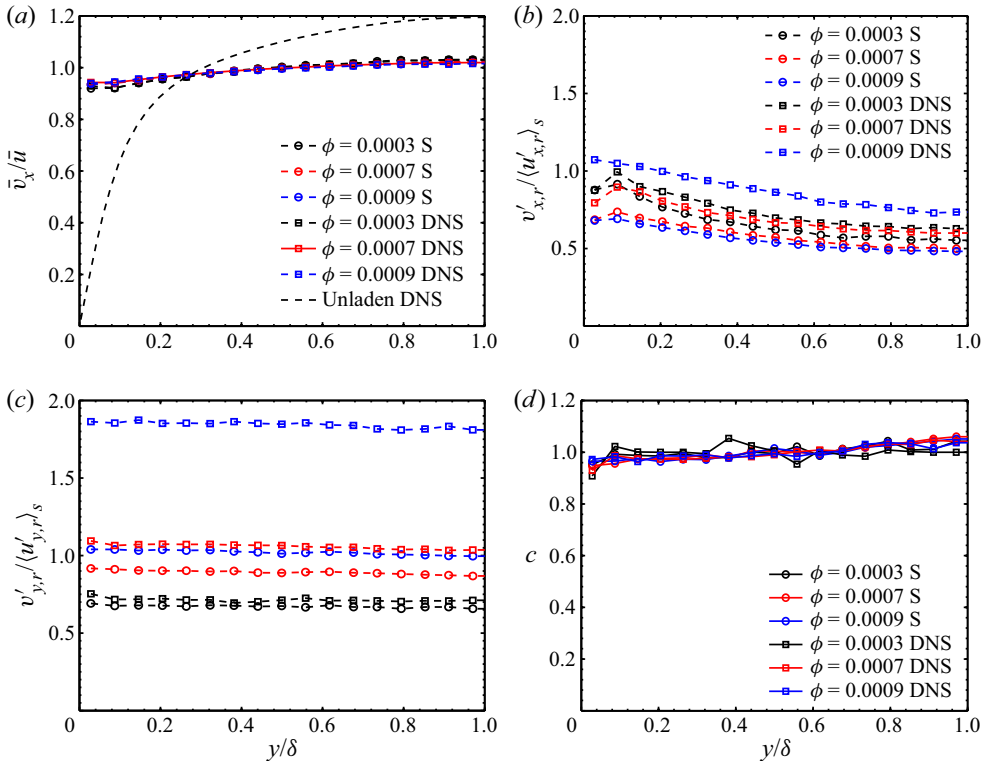 (a)
1.2
1.0
0.8
0.6
0.4
0.2
0
0.2
0.4
0.6
0.8
1.0
v̄x/ū
ϕ = 0.0003 S
ϕ = 0.0007 S
ϕ = 0.0009 S
ϕ = 0.0003 DNS
ϕ = 0.0007 DNS
ϕ = 0.0009 DNS
Unladen DNS
(b)
2.0
1.5
1.0
0.5
0
0.2
0.4
0.6
0.8
1.0
v′x,r/⟨u′x,r⟩s
ϕ = 0.0003 S
ϕ = 0.0007 S
ϕ = 0.0009 S
ϕ = 0.0003 DNS
ϕ = 0.0007 DNS
ϕ = 0.0009 DNS
(c)
2.0
1.5
1.0
0.5
0
0.2
0.4
0.6
0.8
1.0
v′y,r/⟨u′y,r⟩s
y/δ
(d)
1.2
1.0
0.8
0.6
0.4
0.2
0
0.2
0.4
0.6
0.8
1.0
c
ϕ = 0.0003 S
ϕ = 0.0007 S
ϕ = 0.0009 S
ϕ = 0.0003 DNS
ϕ = 0.0007 DNS
ϕ = 0.0009 DNS
y/δ